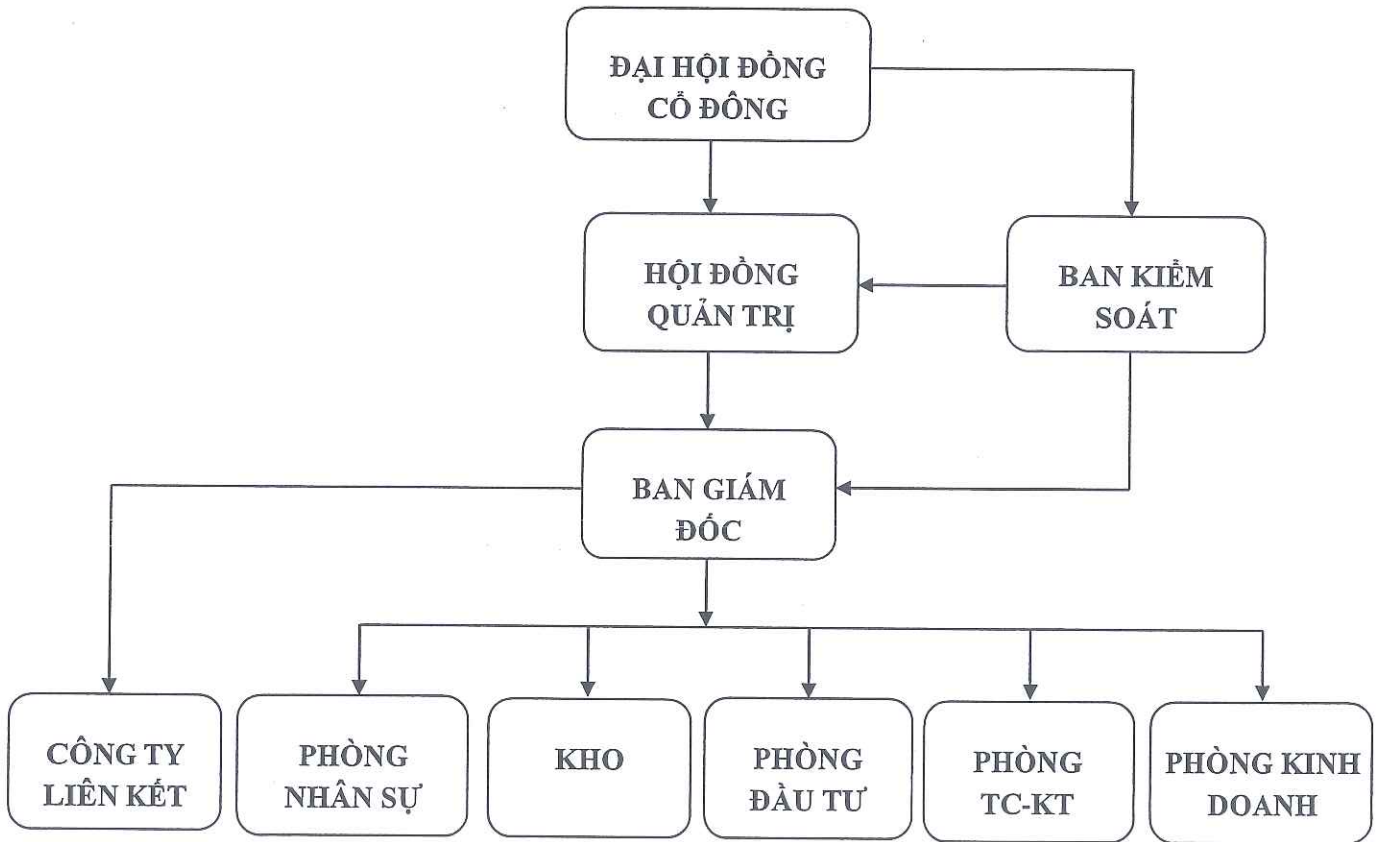 ĐẠI HỘI ĐỒNG
CỔ ĐÔNG
HỘI ĐỒNG
QUẢN TRỊ
BAN KIỂM
SOÁT
BAN GIÁM
ĐỐC
CÔNG TY
LIÊN KẾT
PHÒNG
NHÂN SỰ
KHO
PHÒNG
ĐẦU TƯ
PHÒNG
TC-KT
PHÒNG KINH
DOANH